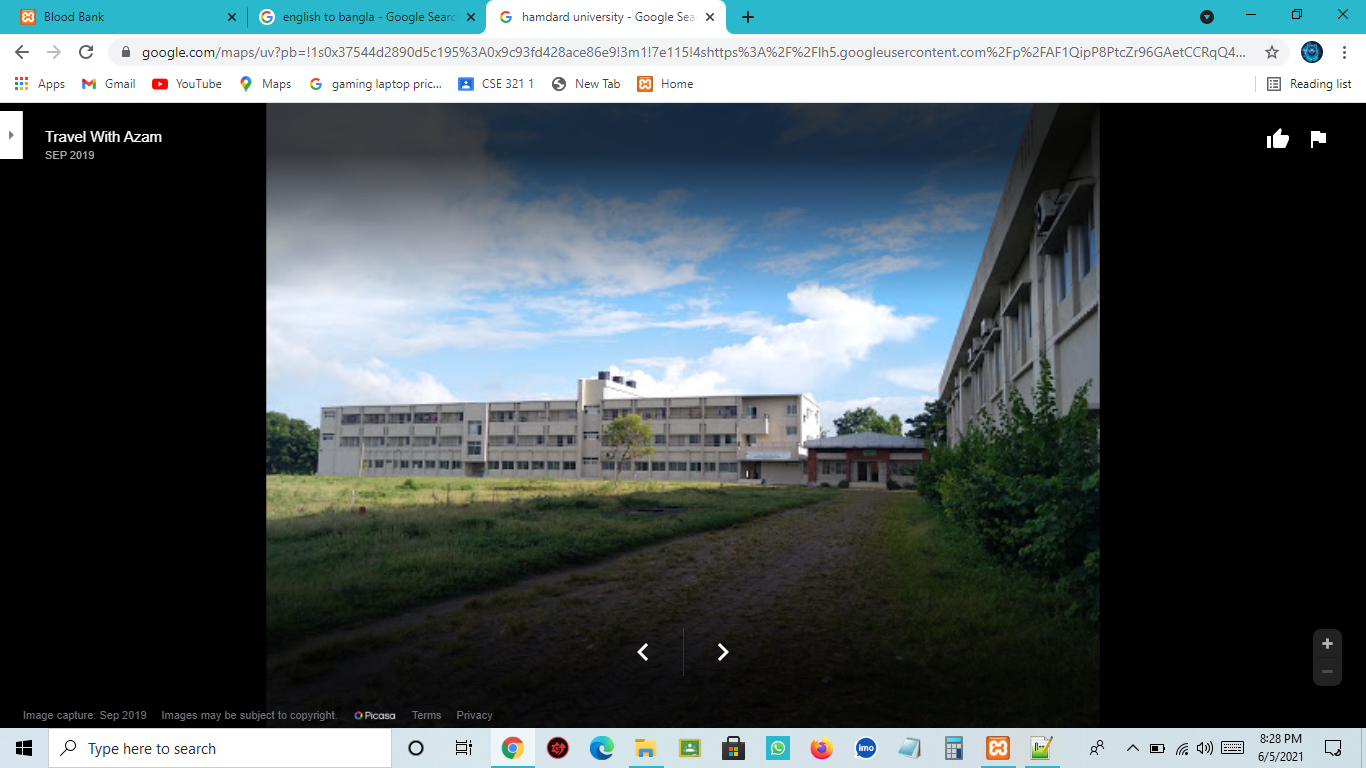 Blood Bank
english to bangla - Google Searc
hamdard university - Google Sea
google.com/maps/uv?pb=!1s0x37544d2890d5c195%3A0x9c93fd428ace86e9!3m1!7e115!4shttps%3A%2F%2Flh5.googleusercontent.com%2Fp%2FAF1QipP8PtcZr96GAetCCRqQ4...
Apps
Gmail
YouTube
Maps
gaming laptop pric...
CSE 321 1
New Tab
Home
Reading list
Travel With Azam
SEP 2019
Image capture: Sep 2019
Images may be subject to copyright.
Picasa
Terms
Privacy
Type here to search
imo
8:28 PM
6/5/2021